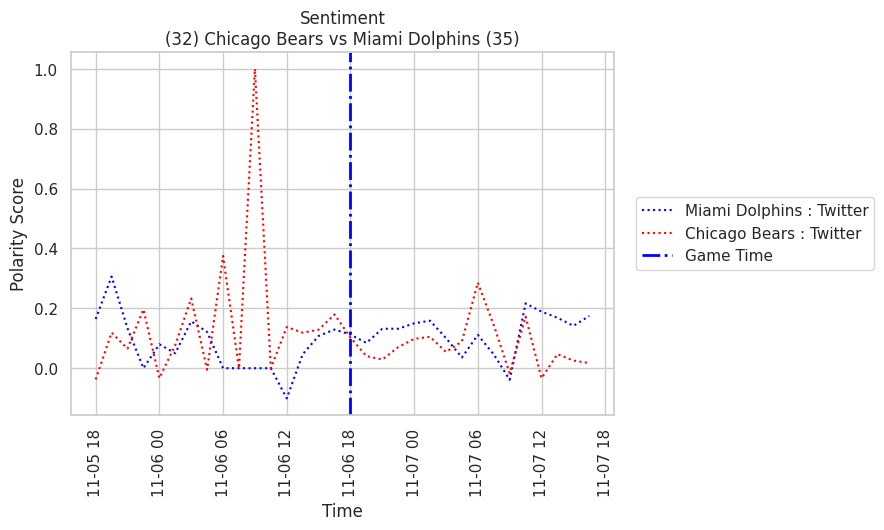 Sentiment
(32) Chicago Bears vs Miami Dolphins (35)
Polarity Score
1.0
0.8
0.6
0.4
0.2
0.0
Miami Dolphins : Twitter
Chicago Bears : Twitter
Game Time
11-05 18
11-06 00
11-06 06
11-06 12
11-06 18
11-07 00
11-07 06
11-07 12
11-07 18
Time